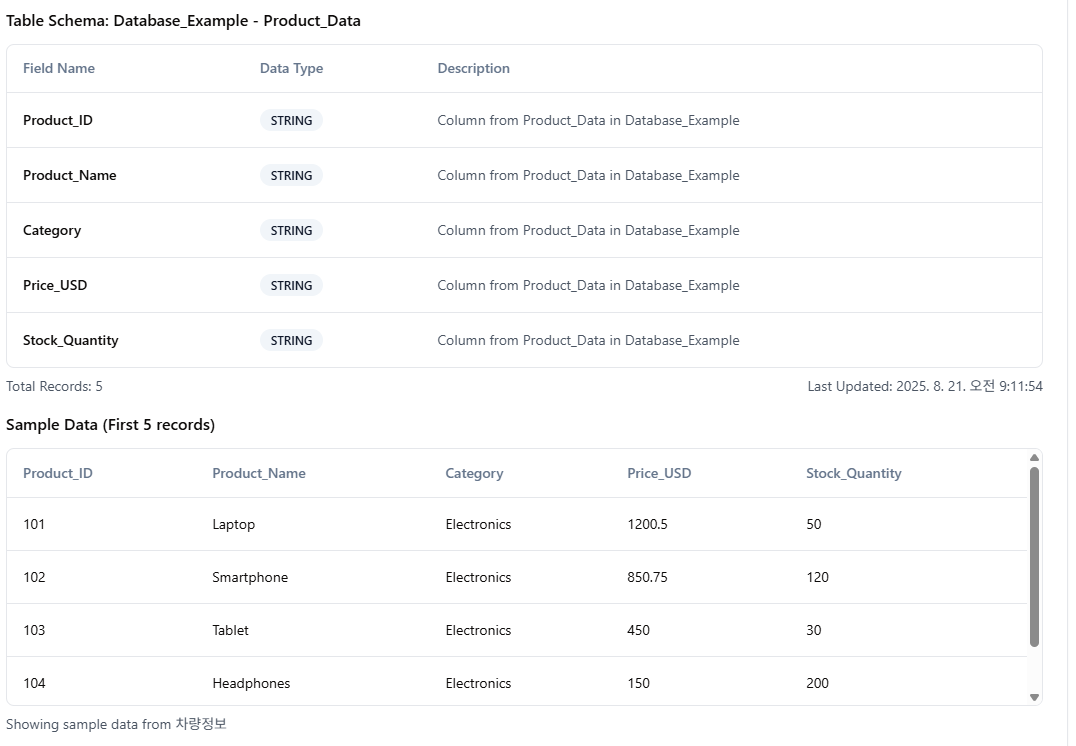 Table Schema: Database_Example - Product_Data
Field Name Data Type Description
Product_ID STRING Column from Product_Data in Database_Example
Product_Name STRING Column from Product_Data in Database_Example
Category STRING Column from Product_Data in Database_Example
Price_USD STRING Column from Product_Data in Database_Example
Stock_Quantity STRING Column from Product_Data in Database_Example
Total Records: 5 Last Updated: 2025. 8. 21. 오전 9:11:54
Sample Data (First 5 records)
Product_ID Product_Name Category Price_USD Stock_Quantity
101 Laptop Electronics 1200.5 50
102 Smartphone Electronics 850.75 120
103 Tablet Electronics 450 30
104 Headphones Electronics 150 200
Showing sample data from 차량정보